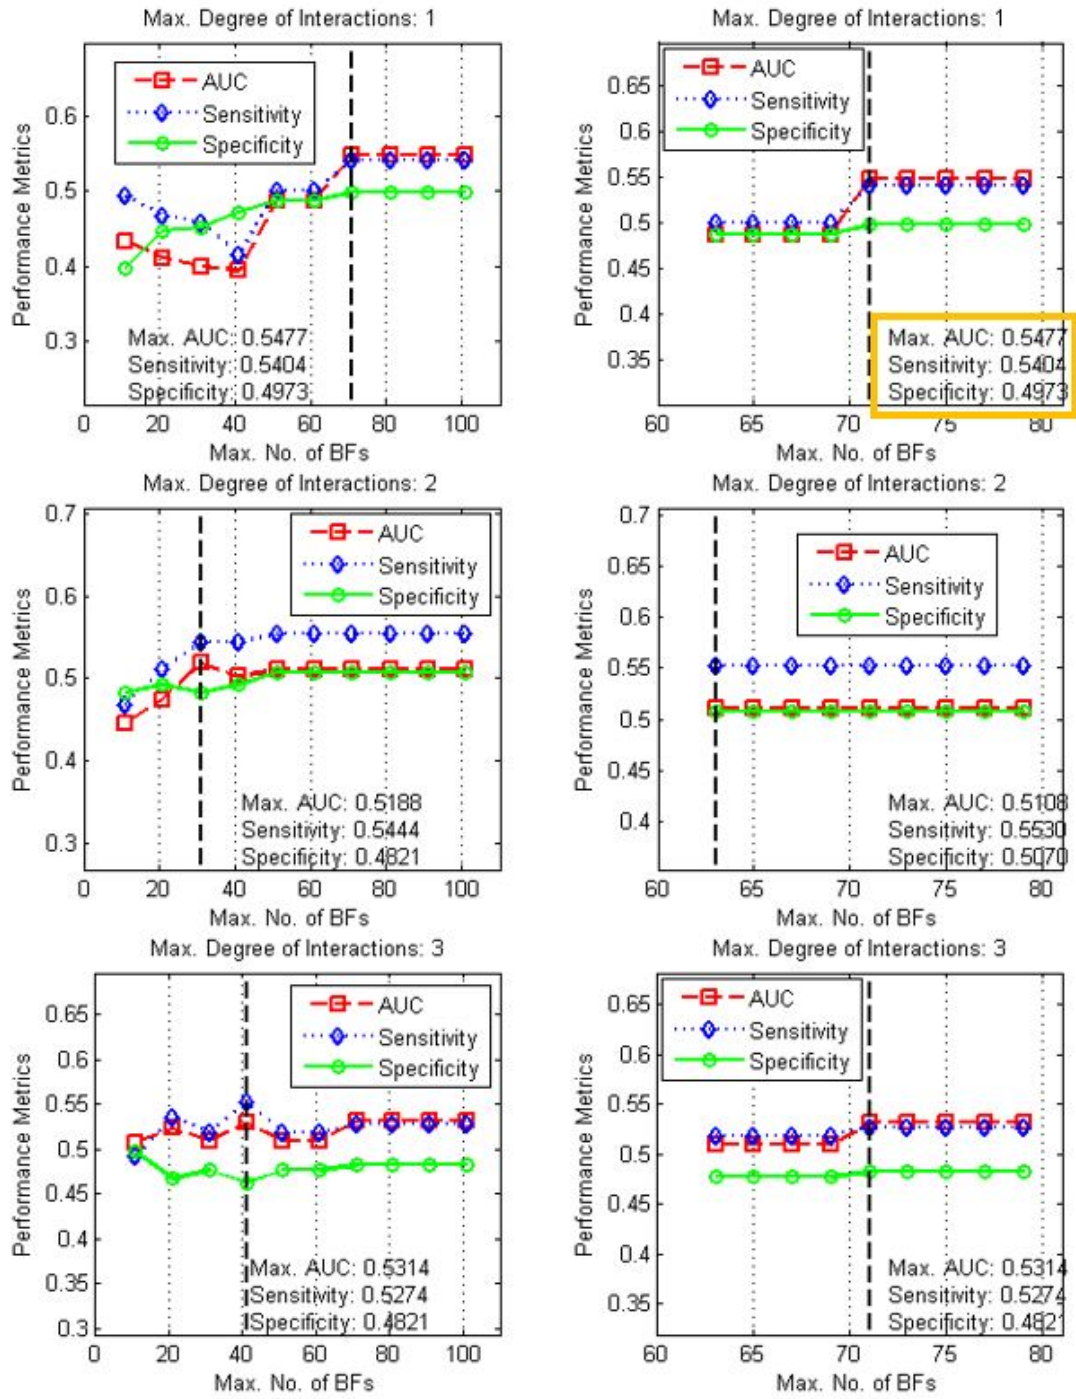 Max. Degree of Interactions: 1
0.6
0.5
0.4
0.3
Performance Metrics
AUC
Sensitivity
Specificity
Max. AUC: 0.5477
Sensitivity: 0.5404
Specificity: 0.4973
0 20 40 60 80 100
Max. No. of BFs
Max. Degree of Interactions: 1
0.65
0.6
0.55
0.5
0.45
0.4
0.35
Performance Metrics
AUC
Sensitivity
Specificity
Max. AUC: 0.5477
Sensitivity: 0.5404
Specificity: 0.4973
60 65 70 75 80
Max. No. of BFs
Max. Degree of Interactions: 2
0.7
0.6
0.5
0.4
0.3
Performance Metrics
AUC
Sensitivity
Specificity
Max. AUC: 0.5188
Sensitivity: 0.5444
Specificity: 0.4821
0 20 40 60 80 100
Max. No. of BFs
Max. Degree of Interactions: 2
0.7
0.65
0.6
0.55
0.5
0.45
0.4
Performance Metrics
AUC
Sensitivity
Specificity
Max. AUC: 0.5108
Sensitivity: 0.5530
Specificity: 0.5070
60 65 70 75 80
Max. No. of BFs
Max. Degree of Interactions: 3
0.65
0.6
0.55
0.5
0.45
0.4
0.35
0.3
Performance Metrics
AUC
Sensitivity
Specificity
Max. AUC: 0.5314
Sensitivity: 0.5274
Specificity: 0.4821
0 20 40 60 80 100
Max. No. of BFs
Max. Degree of Interactions: 3
0.65
0.6
0.55
0.5
0.45
0.4
0.35
Performance Metrics
AUC
Sensitivity
Specificity
Max. AUC: 0.5314
Sensitivity: 0.5274
Specificity: 0.4821
60 65 70 75 80
Max. No. of BFs